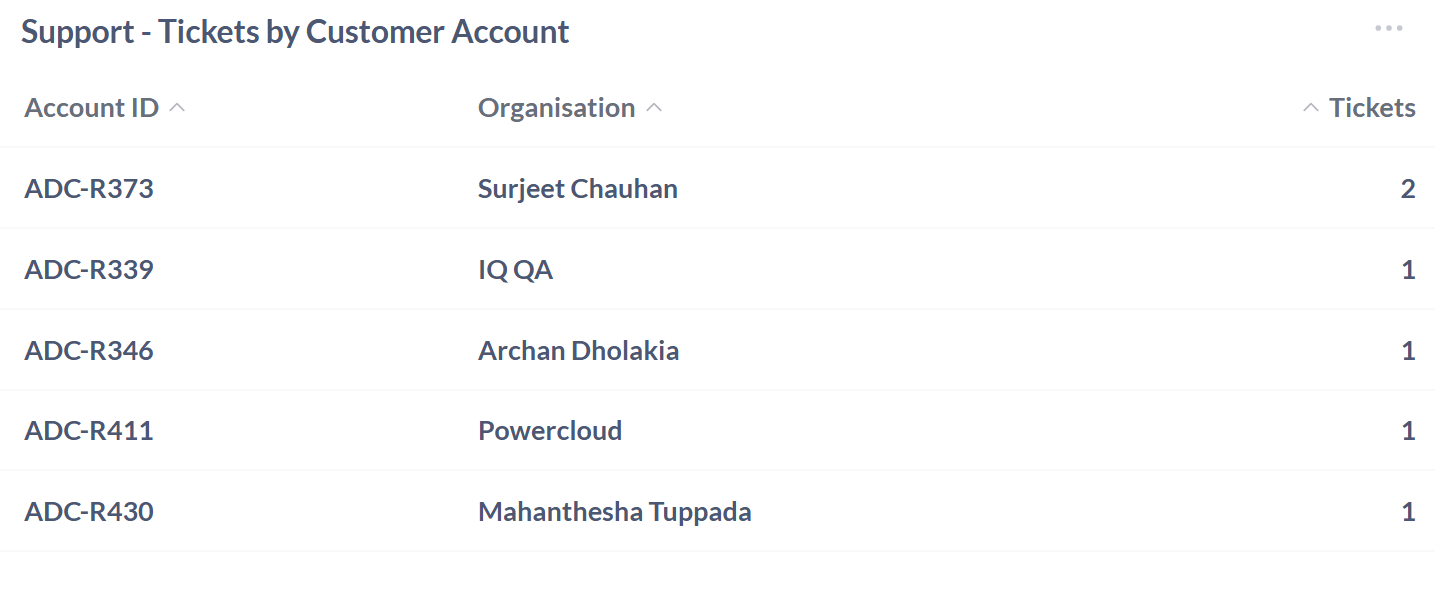 Support - Tickets by Customer Account
Account ID Organisation Tickets
ADC-R373 Surjeet Chauhan 2
ADC-R339 IQ QA 1
ADC-R346 Archan Dholakia 1
ADC-R411 Powercloud 1
ADC-R430 Mahanthesha Tuppada 1